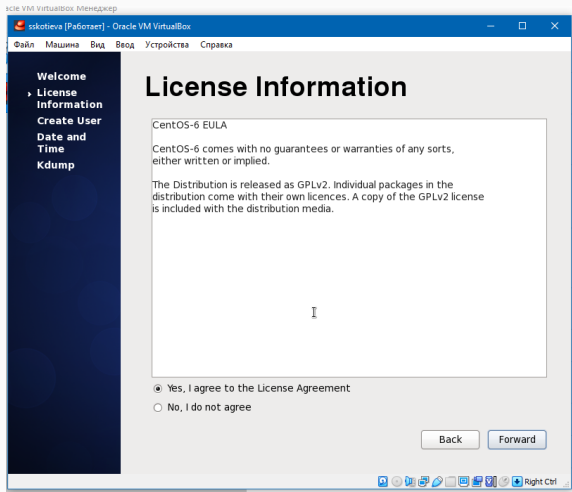 acle VM VirtualBox Менеджер
sskotieva [Работает] - Oracle VM VirtualBox
Файл Машина Вид Ввод Устройства Справка
Welcome
License
Information
Create User
Date and
Time
Kdump
License Information
CentOS-6 EULA
CentOS-6 comes with no guarantees or warranties of any sorts,
either written or implied.
The Distribution is released as GPLv2. Individual packages in the
distribution come with their own licences. A copy of the GPLv2 license
is included with the distribution media.
Yes, I agree to the License Agreement
No, I do not agree
Back Forward
Right Ctrl